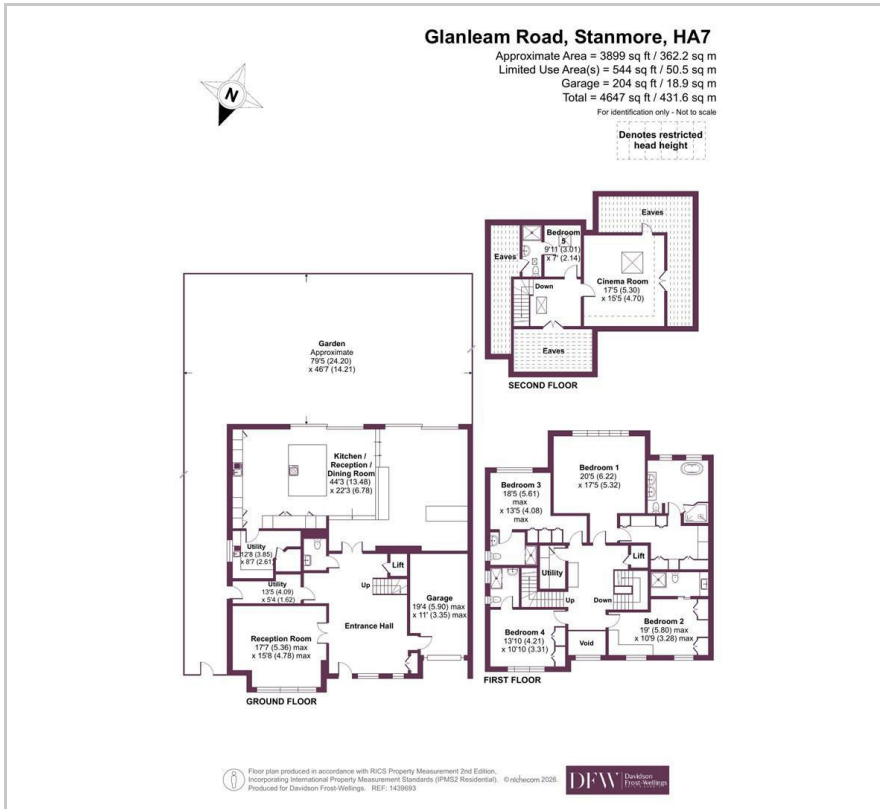 Glanleam Road, Stanmore, HA7
Approximate Area = 3899 sq ft / 362.2 sq m
Limited Use Area(s) = 544 sq ft / 50.5 sq m
Garage = 204 sq ft / 18.9 sq m
Total = 4647 sq ft / 431.6 sq m
For identification only - Not to scale
N
Denotes restricted
head height
Eaves
Bedroom
5
9'11 (3.01)
x 7' (2.14)
Eaves
Cinema Room
17'5 (5.30)
x 15'5 (4.70)
Down
Eaves
SECOND FLOOR
Garden
Approximate
79'5 (24.20)
x 46'7 (14.21)
Kitchen /
Reception /
Dining Room
44'3 (13.48)
x 22'3 (6.78)
Utility
12'8 (3.85)
x 8'7 (2.61)
Lift
Utility
13'5 (4.09)
x 5'4 (1.62)
Up
Garage
19'4 (5.90) max
x 11' (3.35) max
Reception Room
17'7 (5.36) max
x 15'8 (4.78) max
Entrance Hall
GROUND FLOOR
Bedroom 1
20'5 (6.22)
x 17'5 (5.32)
Bedroom 3
18'5 (5.61)
max
x 13'5 (4.08)
max
Lift
Utility
Up
Down
Bedroom 4
13'10 (4.21)
x 10'10 (3.31)
Void
Bedroom 2
19' (5.80) max
x 10'9 (3.28) max
FIRST FLOOR
Floor plan produced in accordance with RICS Property Measurement 2nd Edition,
Incorporating International Property Measurement Standards (IPMS2 Residential). © nichecom 2026.
Produced for Davidson Frost-Wellings. REF: 1439693
DFW
Davidson
Frost-Wellings